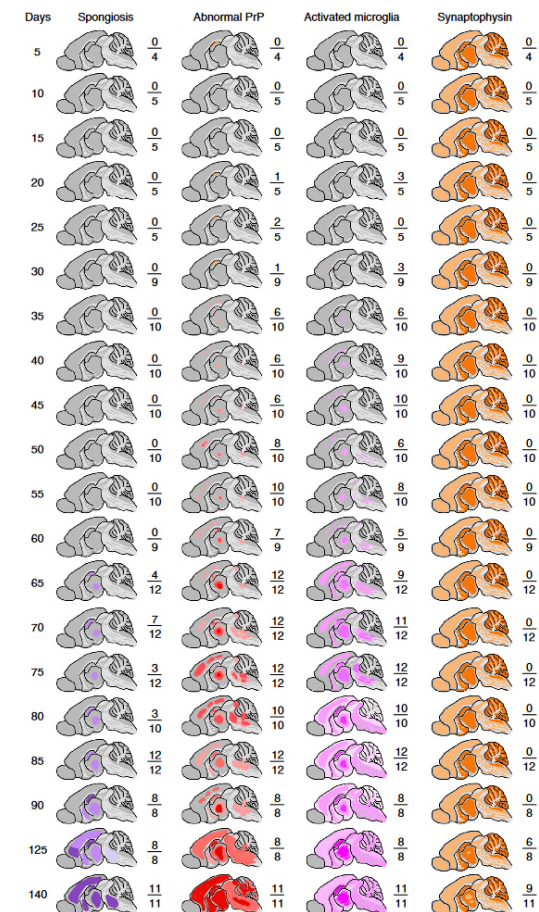 Days Spongiosis Abnormal PrP Activated microglia Synaptophysin
5 0/4 0/4 0/4 0/4
10 0/5 0/5 0/5 0/5
15 0/5 0/5 0/5 0/5
20 0/5 1/5 3/5 0/5
25 0/5 2/5 0/5 0/5
30 0/9 1/9 3/9 0/9
35 0/10 6/10 6/10 0/10
40 0/10 6/10 9/10 0/10
45 0/10 6/10 10/10 0/10
50 0/10 8/10 6/10 0/10
55 0/10 10/10 8/10 0/10
60 0/9 7/9 5/9 0/9
65 4/12 12/12 9/12 0/12
70 7/12 12/12 11/12 0/12
75 3/12 12/12 12/12 0/12
80 3/10 10/10 10/10 0/10
85 12/12 12/12 12/12 0/12
90 8/8 8/8 8/8 0/8
125 8/8 8/8 8/8 6/8
140 11/11 11/11 11/11 9/11